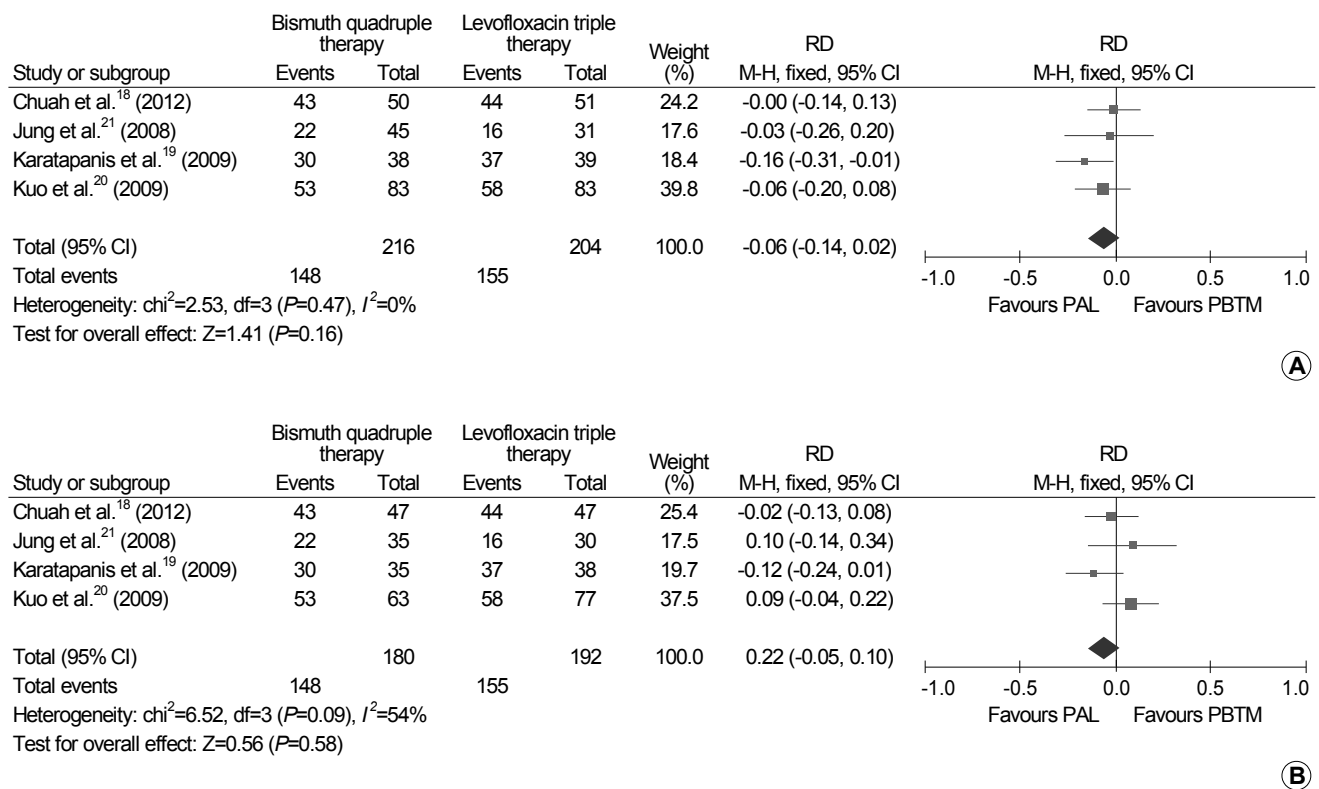 Bismuth quadruple therapy Levofloxacin triple therapy Weight (%) RD RD
Study or subgroup Events Total Events Total M-H, fixed, 95% CI M-H, fixed, 95% CI
Chuah et al.18 (2012) 43 50 44 51 24.2 -0.00 (-0.14, 0.13)
Jung et al.21 (2008) 22 45 16 31 17.6 -0.03 (-0.26, 0.20)
Karatapanis et al.19 (2009) 30 38 37 39 18.4 -0.16 (-0.31, -0.01)
Kuo et al.20 (2009) 53 83 58 83 39.8 -0.06 (-0.20, 0.08)
Total (95% CI) 216 204 100.0 -0.06 (-0.14, 0.02)
Total events 148 155
-1.0 -0.5 0.0 0.5 1.0
Heterogeneity: chi2=2.53, df=3 (P=0.47), I2=0%
Favours PAL Favours PBTM
Test for overall effect: Z=1.41 (P=0.16)
A
Bismuth quadruple therapy Levofloxacin triple therapy Weight (%) RD RD
Study or subgroup Events Total Events Total M-H, fixed, 95% CI M-H, fixed, 95% CI
Chuah et al.18 (2012) 43 47 44 47 25.4 -0.02 (-0.13, 0.08)
Jung et al.21 (2008) 22 35 16 30 17.5 0.10 (-0.14, 0.34)
Karatapanis et al.19 (2009) 30 35 37 38 19.7 -0.12 (-0.24, 0.01)
Kuo et al.20 (2009) 53 63 58 77 37.5 0.09 (-0.04, 0.22)
Total (95% CI) 180 192 100.0 0.22 (-0.05, 0.10)
Total events 148 155
-1.0 -0.5 0.0 0.5 1.0
Heterogeneity: chi2=6.52, df=3 (P=0.09), I2=54%
Favours PAL Favours PBTM
Test for overall effect: Z=0.56 (P=0.58)
B